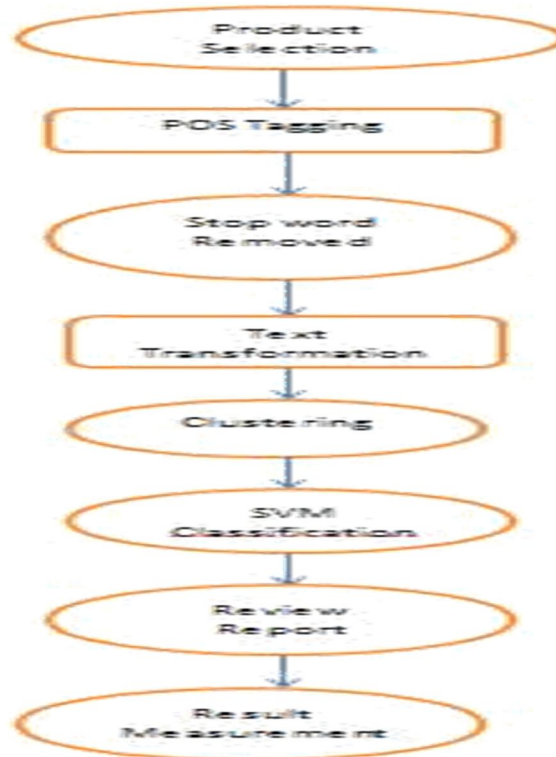 Product
Selection
POS Tagging
Stop word
Removed
Text
Transformation
Clustering
SVM
Classification
Review
Report
Result
Measurement